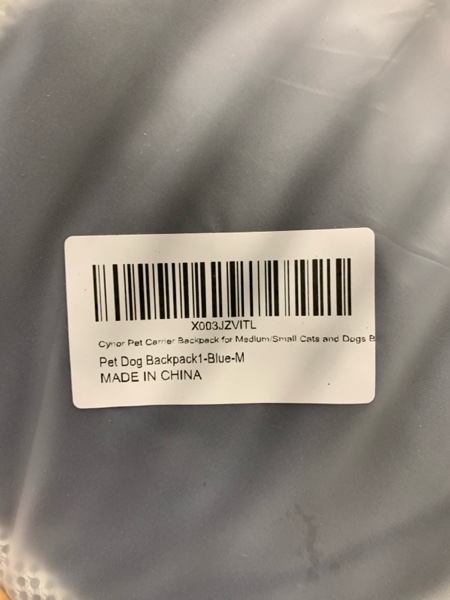 X003JZVITL
Cynor Pet Carrier Backpack for Medium/Small Cats and Dogs B
Pet Dog Backpack1-Blue-M
MADE IN CHINA